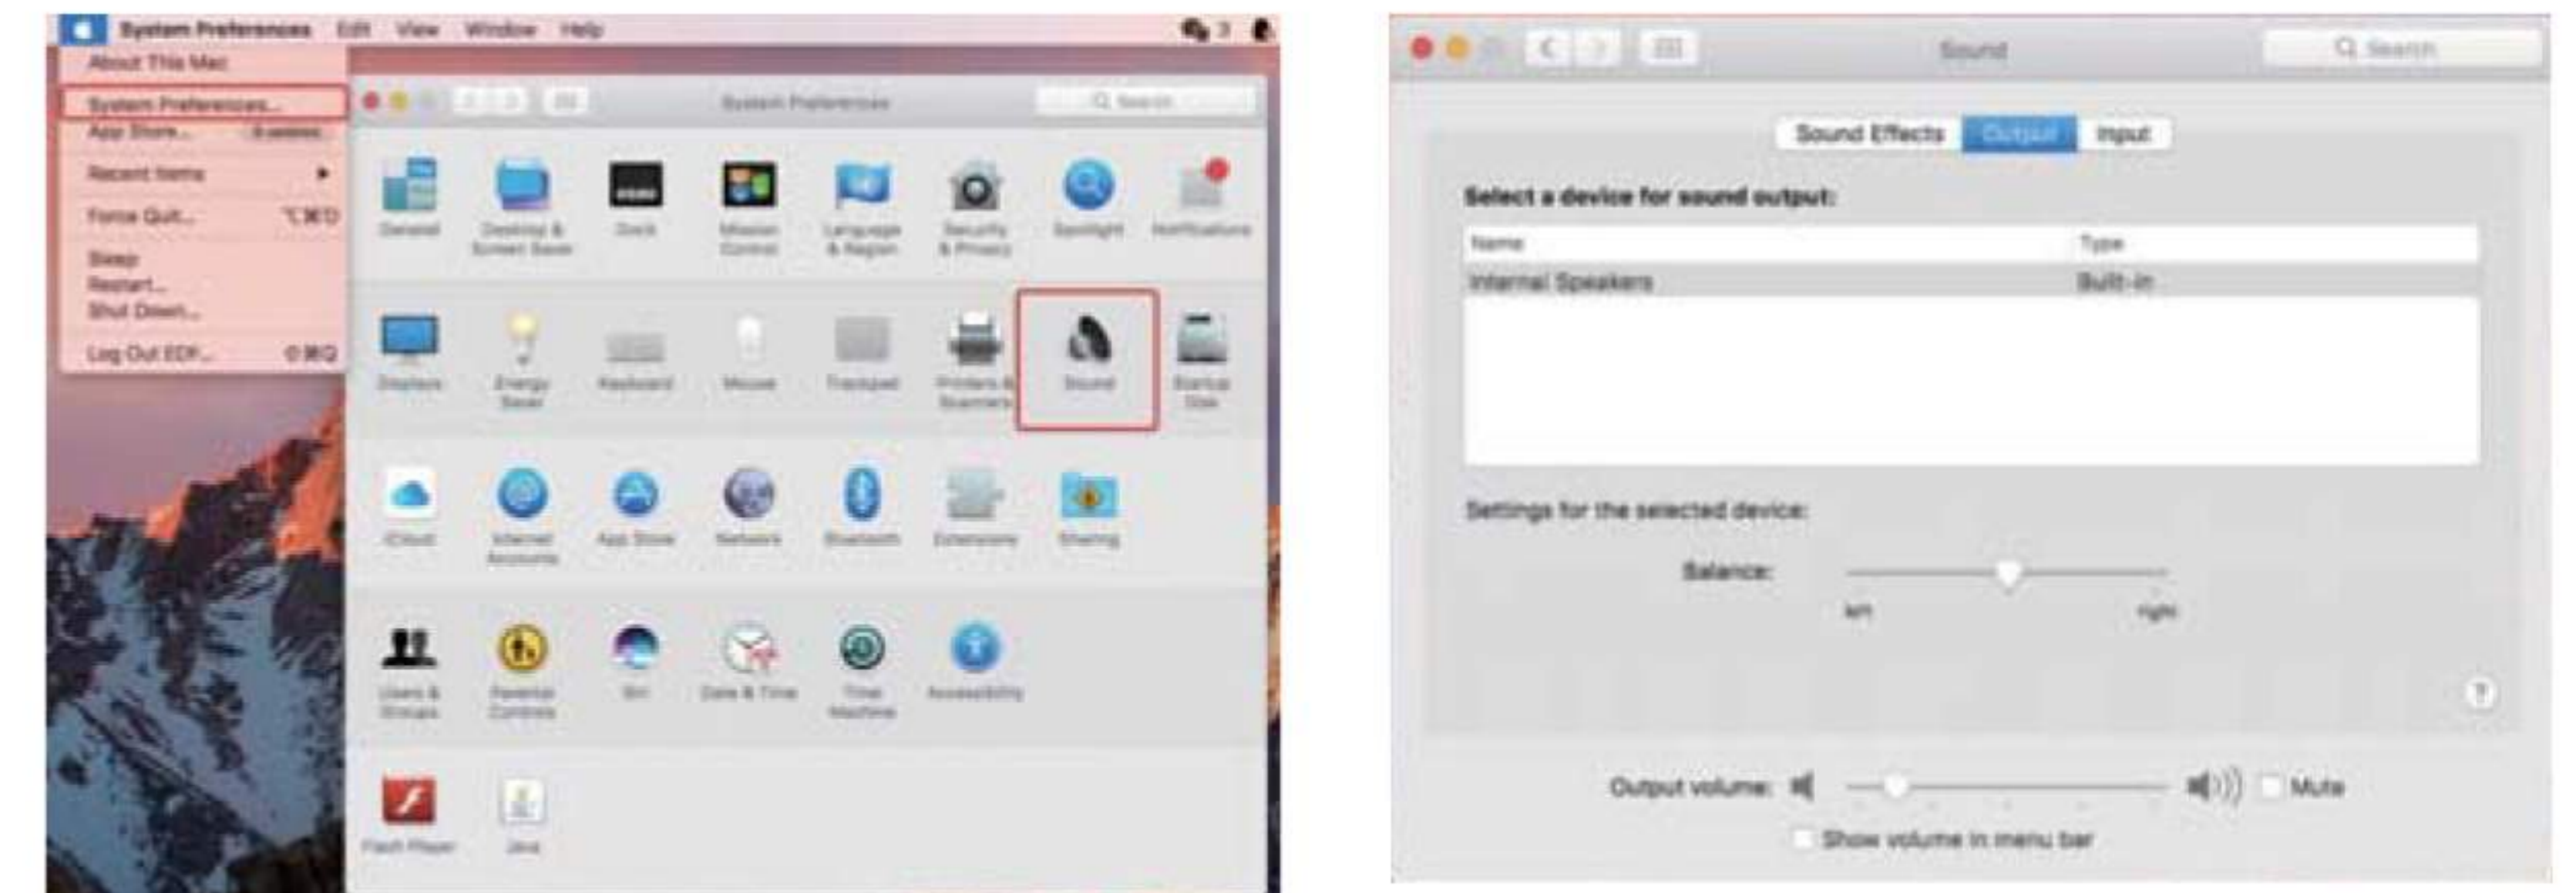 System Preferences Edit View Window Help 3
About This Mac
System Preferences...
App Store...
Recent Items
Force Quit...
Sleep
Restart...
Shut Down...
Log Out EDF...
System Preferences
Search
General
Desktop &
Screen Saver
Dock
Mission
Control
Language
& Region
Security
& Privacy
Spotlight
Notifications
Displays
Energy
Saver
Keyboard
Mouse
Trackpad
Printers &
Scanners
Sound
Startup
Disk
iCloud
Internet
Accounts
App Store
Network
Bluetooth
Extensions
Sharing
Users &
Groups
Parental
Controls
Siri
Date & Time
Time
Machine
Accessibility
Flash Player
Java
Sound
Search
Sound Effects Output Input
Select a device for sound output:
Name Type
Internal Speakers Built-in
Settings for the selected device:
Balance:
left right
?
Output volume: Mute
Show volume in menu bar